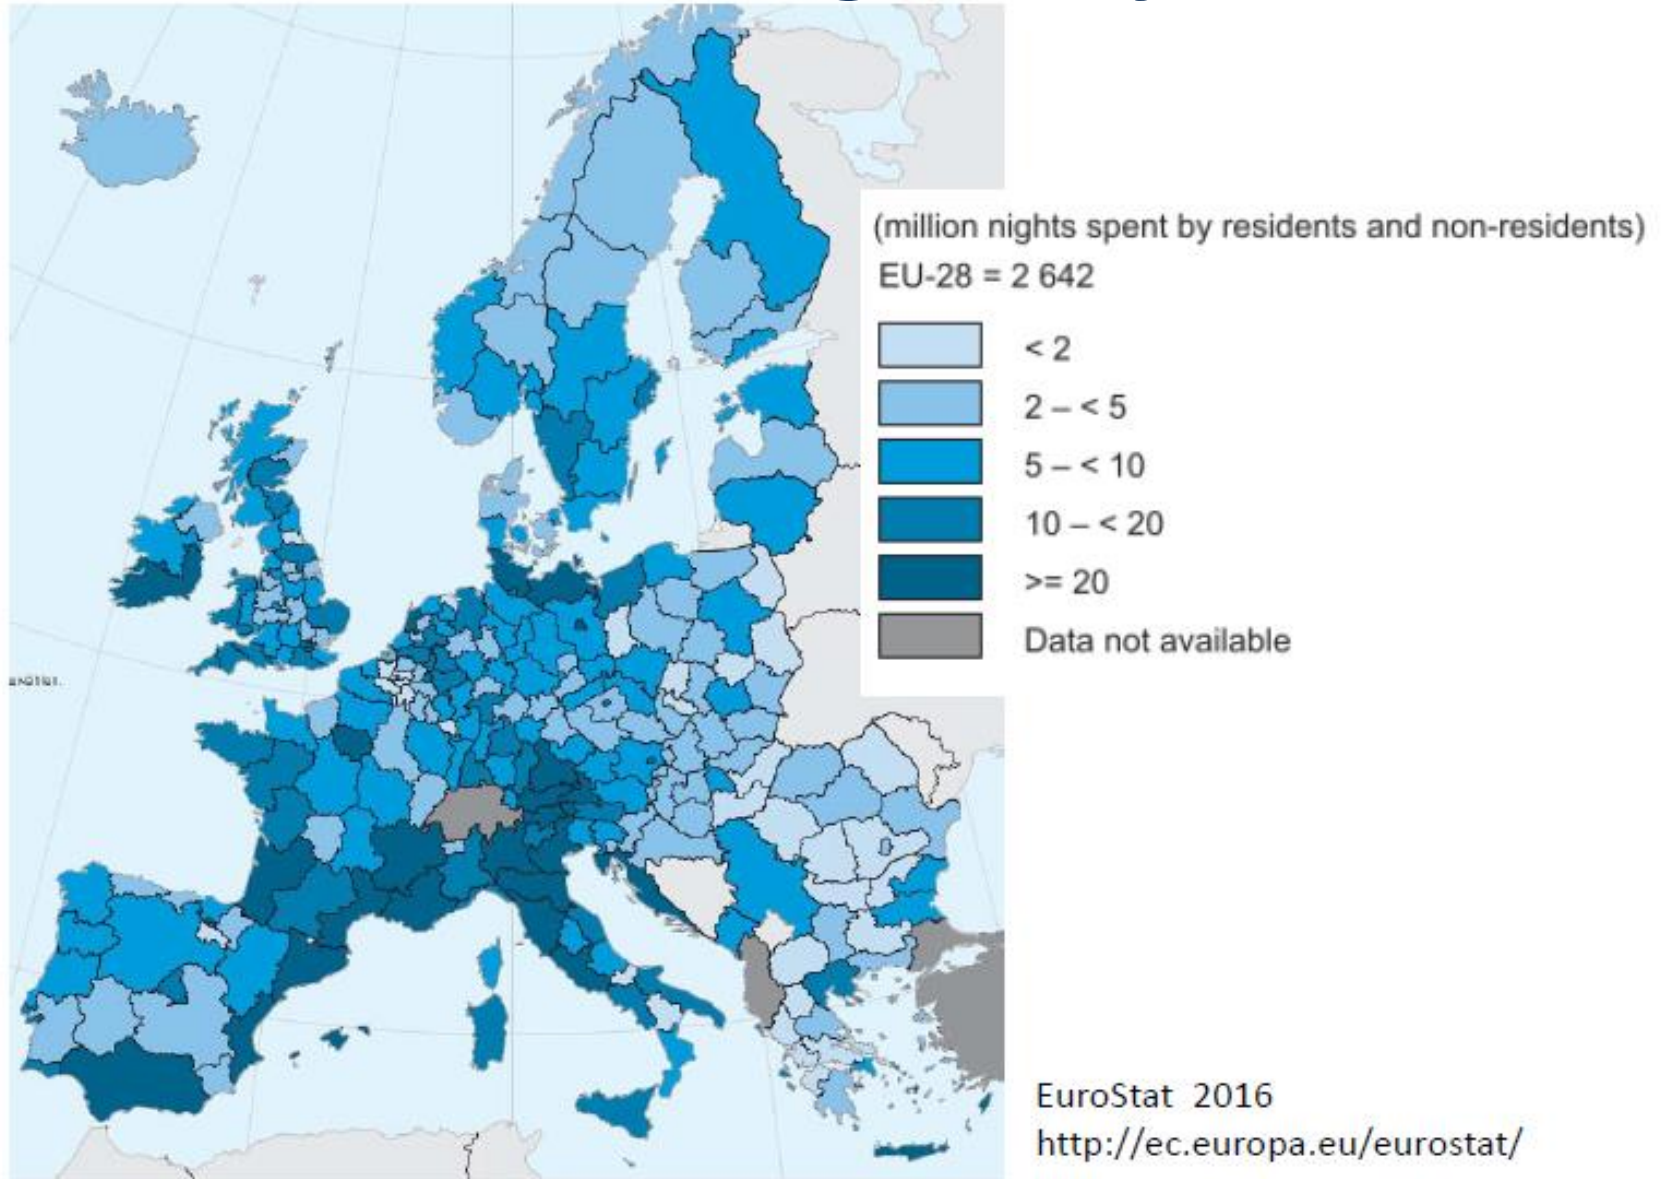 (million nights spent by residents and non-residents)
EU-28 = 2 642
< 2
2 – < 5
5 – < 10
10 – < 20
>= 20
Data not available
EuroStat 2016
http://ec.europa.eu/eurostat/